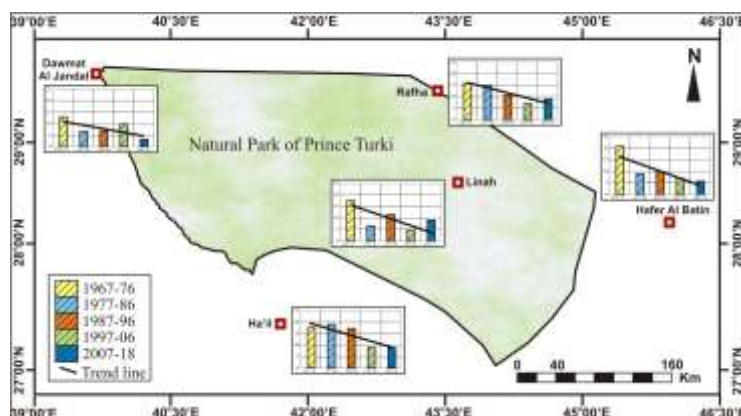 39°00'E 40°30'E 42°00'E 43°30'E 45°00'E 46°30'E
Dawmat
Al Jandal
Rafha
N
29°00'N
29°00'N
Natural Park of Prince Turki
Linah
Hafer Al Batin
28°00'N
28°00'N
1967-76
1977-86
1987-96
1997-06
2007-18
Trend line
Ha'il
0 40 80 160
Km
27°00'N
27°00'N
39°00'E 40°30'E 42°00'E 43°30'E 45°00'E 46°30'E